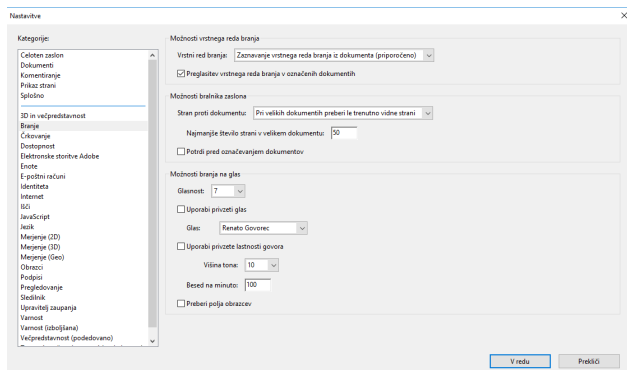 Nastavitve
Kategorije:
Celoten zaslon
Dokumenti
Komentiranje
Prikaz strani
Splošno
3D in večpredstavnost
Branje
Črkovanje
Dostopnost
Elektronske storitve Adobe
Enote
E-poštni računi
Identiteta
Internet
Išči
JavaScript
Jezik
Merjenje (2D)
Merjenje (3D)
Merjenje (Geo)
Obrazci
Podpisi
Pregledovanje
Sledilnik
Upravitelj zaupanja
Varnost
Varnost (izboljšana)
Večpredstavnost (podedovano)
Možnosti vrstnega reda branja
Vrstni red branja: Zaznavanje vrstnega reda branja iz dokumenta (priporočeno)
Preglasitev vrstnega reda branja v označenih dokumentih
Možnosti bralnika zaslona
Stran proti dokumentu: Pri velikih dokumentih preberi le trenutno vidne strani
Najmanjše število strani v velikem dokumentu: 50
Potrdi pred označevanjem dokumentov
Možnosti branja na glas
Glasnost: 7
Uporabi privzeti glas
Glas: Renato Govorec
Uporabi privzete lastnosti govora
Višina tona: 10
Besed na minuto: 100
Preberi polja obrazcev
V redu Prekliči